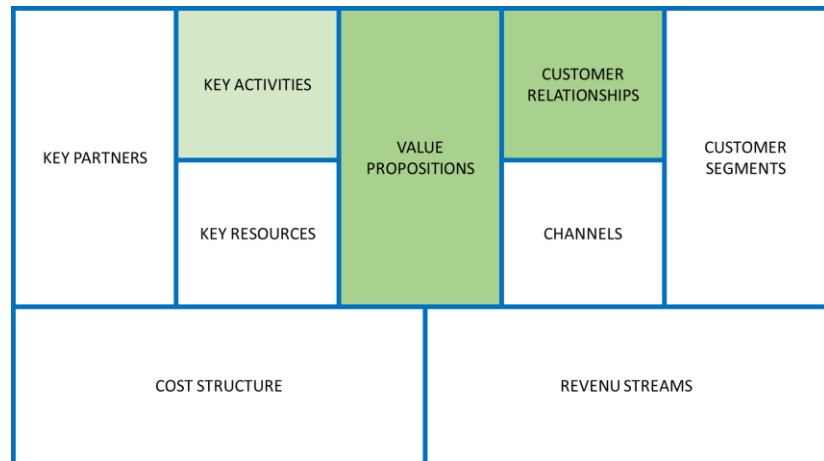 KEY PARTNERS
KEY ACTIVITIES
KEY RESOURCES
VALUE
PROPOSITIONS
CUSTOMER
RELATIONSHIPS
CHANNELS
CUSTOMER
SEGMENTS
COST STRUCTURE
REVENU STREAMS